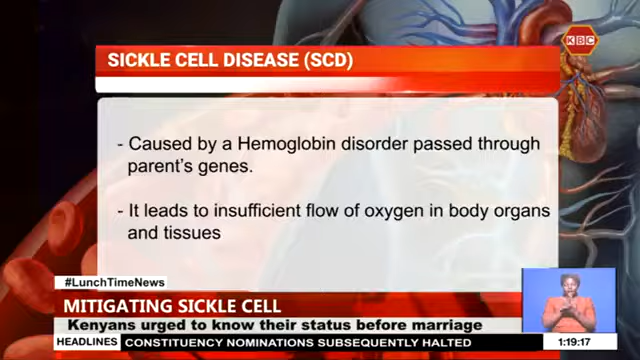 KBC
SICKLE CELL DISEASE (SCD)
- Caused by a Hemoglobin disorder passed through
parent's genes.
- It leads to insufficient flow of oxygen in body organs
and tissues
#LunchTimeNews
MITIGATING SICKLE CELL
Kenyans urged to know their status before marriage
HEADLINES CONSTITUENCY NOMINATIONS SUBSEQUENTLY HALTED 1:19:17